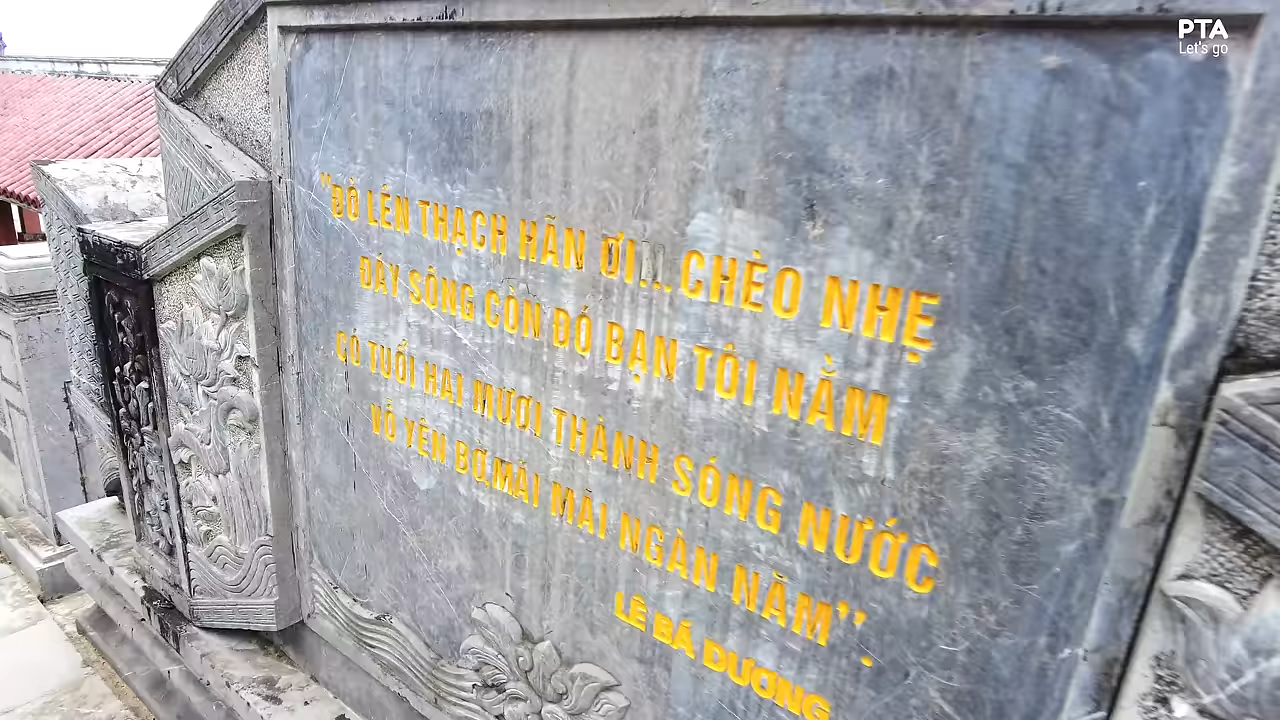 PTA
Let's go
"ĐÒ LÊN THẠCH HÃN ƠI... CHÈO NHẸ
ĐÁY SÔNG CÒN ĐÓ BẠN TÔI NẰM
CÓ TUỔI HAI MƯƠI THÀNH SÓNG NƯỚC
VỖ YÊN BỜ, MÃI MÃI NGÀN NĂM".
LÊ BÁ DƯƠNG